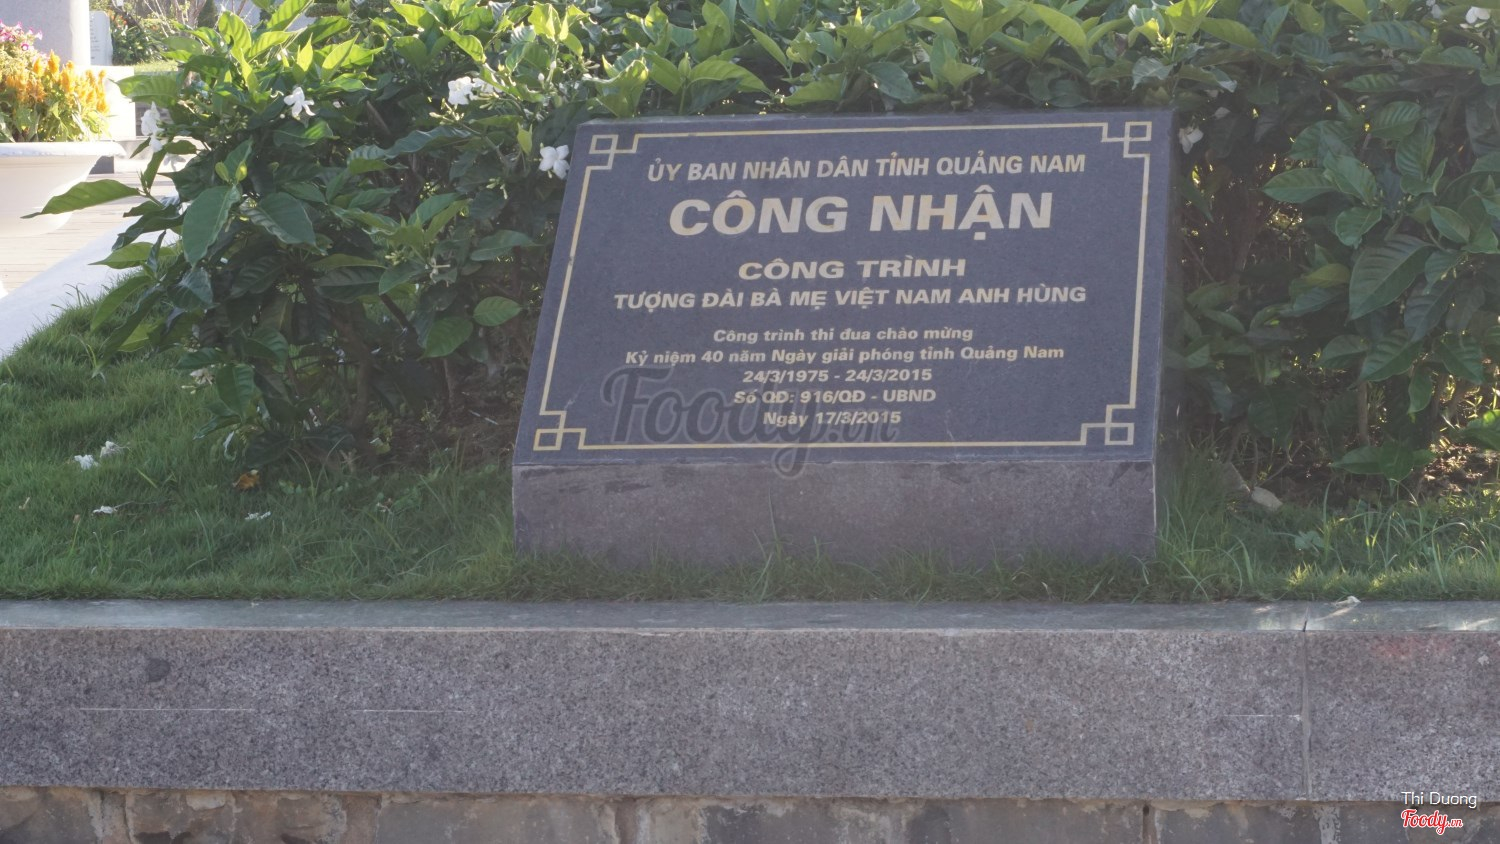 ỦY BAN NHÂN DÂN TỈNH QUẢNG NAM
CÔNG NHẬN
CÔNG TRÌNH
TƯỢNG ĐÀI BÀ MẸ VIỆT NAM ANH HÙNG
Công trình thi đua chào mừng
Kỷ niệm 40 năm Ngày giải phóng tỉnh Quảng Nam
24/3/1975 - 24/3/2015
Số QĐ: 916/QĐ - UBND
Ngày 17/3/2015
Foody.vn
Thi Duong
Foody.vn